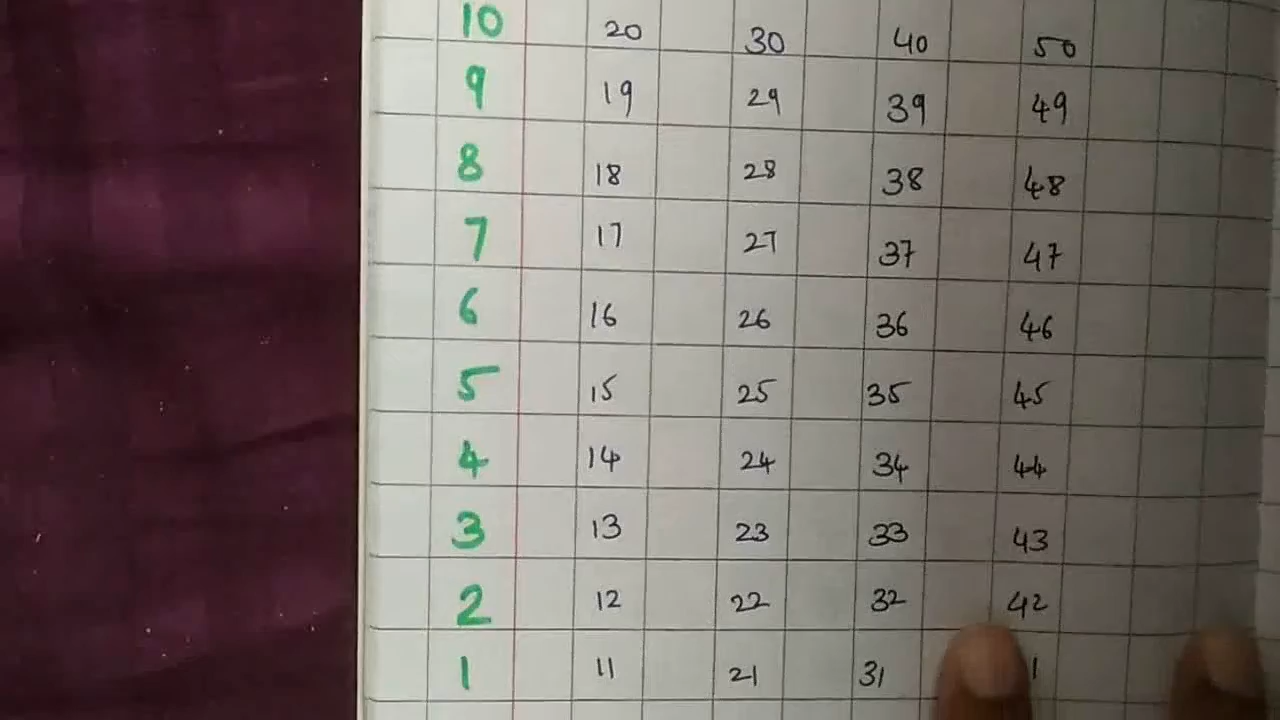 10 20 30 40 50
9 19 29 39 49
8 18 28 38 48
7 17 27 37 47
6 16 26 36 46
5 15 25 35 45
4 14 24 34 44
3 13 23 33 43
2 12 22 32 42
1 11 21 31